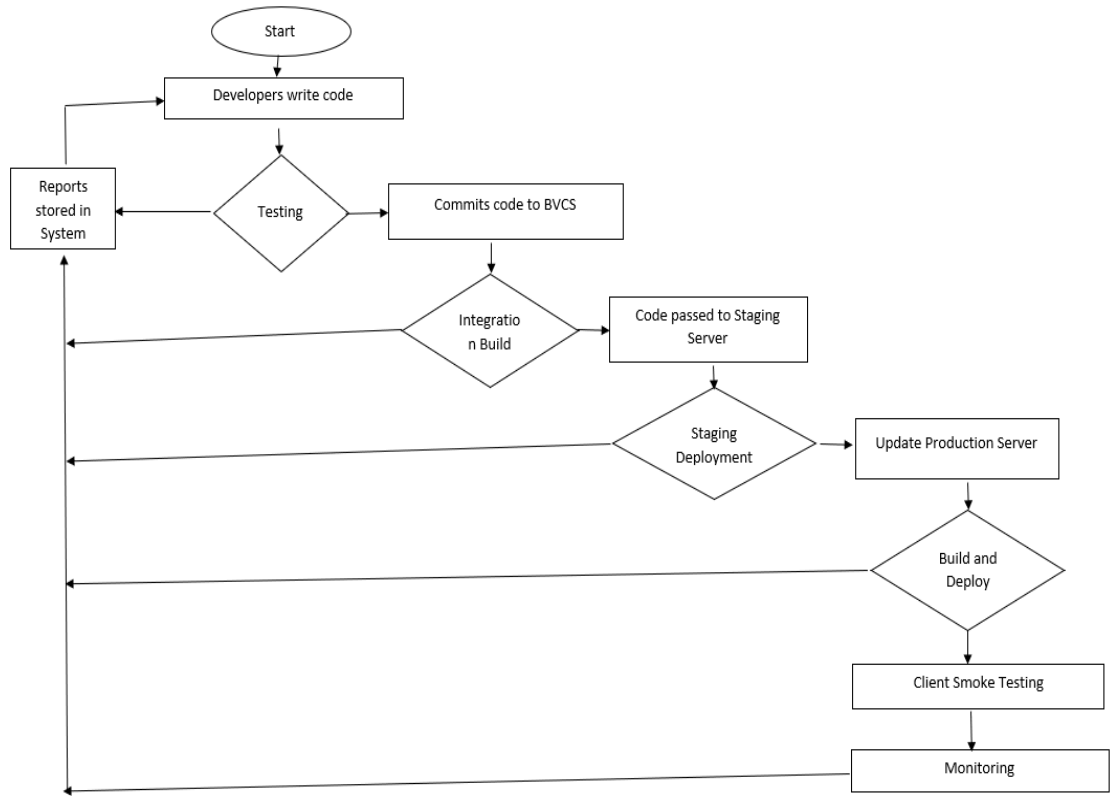 Start
Developers write code
Reports
stored in
System
Testing
Commits code to BVCS
Integratio
n Build
Code passed to Staging
Server
Staging
Deployment
Update Production Server
Build and
Deploy
Client Smoke Testing
Monitoring